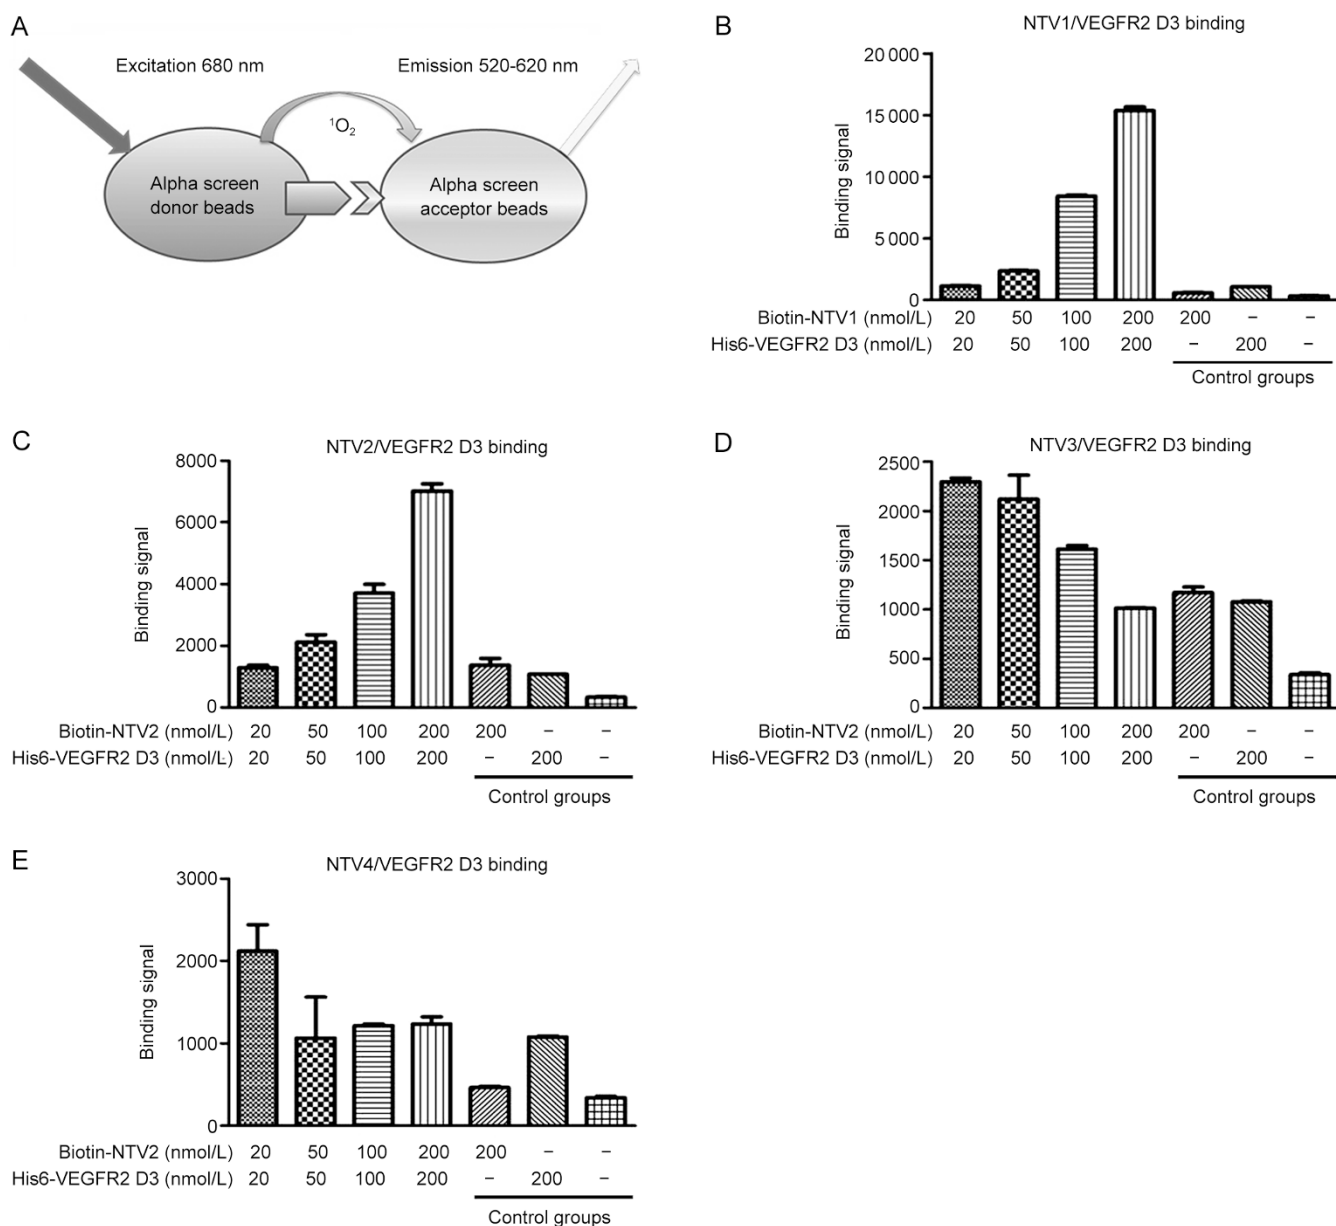 A
Excitation 680 nm
Emission 520-620 nm
¹O₂
Alpha screen
donor beads
Alpha screen
acceptor beads
B
NTV1/VEGFR2 D3 binding
Binding signal
20 000
15 000
10 000
5 000
0
Biotin-NTV1 (nmol/L) 20 50 100 200 200 – –
His6-VEGFR2 D3 (nmol/L) 20 50 100 200 – 200 –
Control groups
C
NTV2/VEGFR2 D3 binding
Binding signal
8000
6000
4000
2000
0
Biotin-NTV2 (nmol/L) 20 50 100 200 200 – –
His6-VEGFR2 D3 (nmol/L) 20 50 100 200 – 200 –
Control groups
D
NTV3/VEGFR2 D3 binding
Binding signal
2500
2000
1500
1000
500
0
Biotin-NTV2 (nmol/L) 20 50 100 200 200 – –
His6-VEGFR2 D3 (nmol/L) 20 50 100 200 – 200 –
Control groups
E
NTV4/VEGFR2 D3 binding
Binding signal
3000
2000
1000
0
Biotin-NTV2 (nmol/L) 20 50 100 200 200 – –
His6-VEGFR2 D3 (nmol/L) 20 50 100 200 – 200 –
Control groups